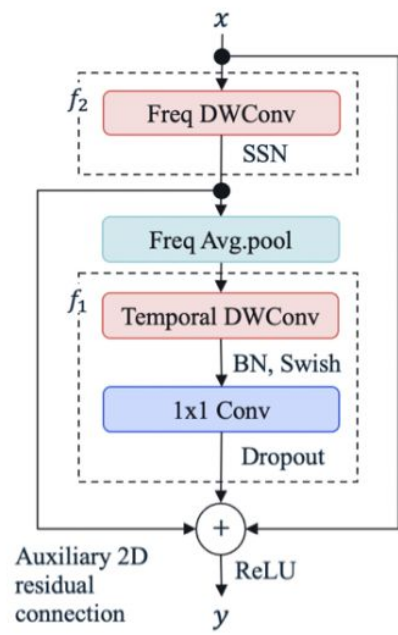 x
f₂
Freq DWConv
SSN
Freq Avg.pool
f₁
Temporal DWConv
BN, Swish
1x1 Conv
Dropout
+
Auxiliary 2D
residual
connection
ReLU
y